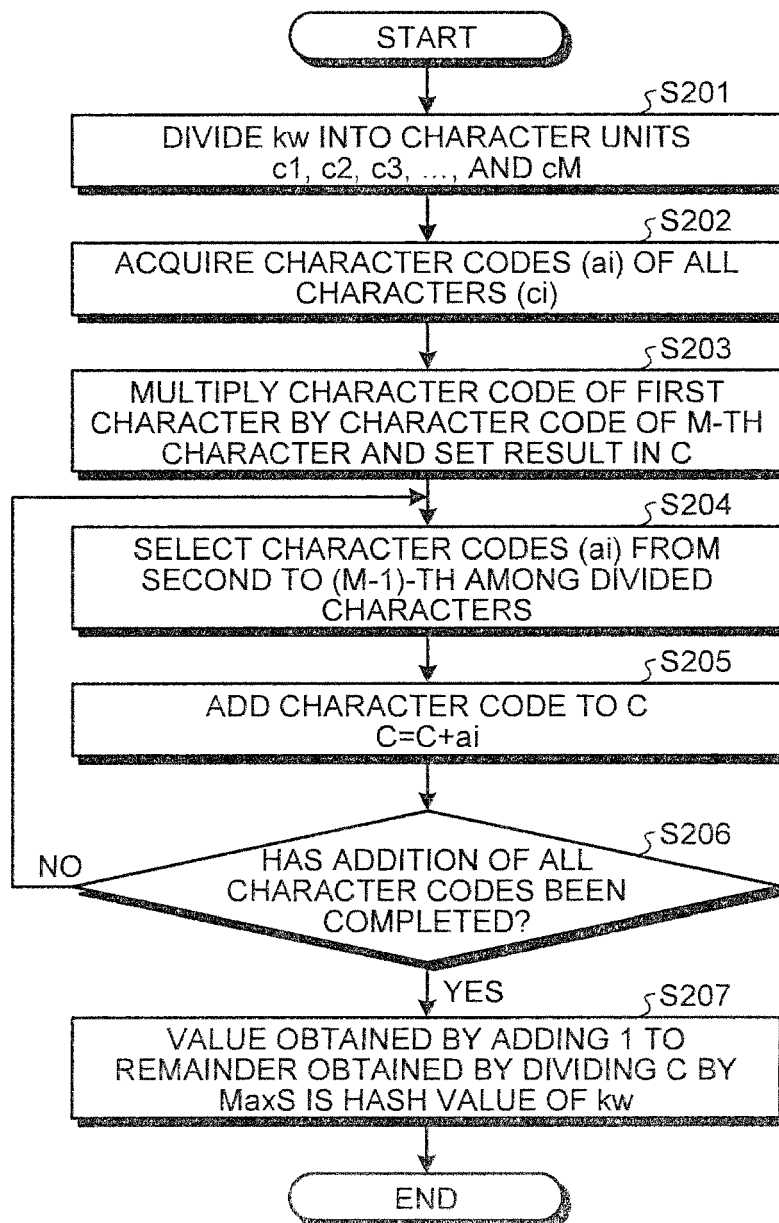 START
S201
DIVIDE kw INTO CHARACTER UNITS
c1, c2, c3, ..., AND cM
S202
ACQUIRE CHARACTER CODES (ai) OF ALL
CHARACTERS (ci)
S203
MULTIPLY CHARACTER CODE OF FIRST
CHARACTER BY CHARACTER CODE OF M-TH
CHARACTER AND SET RESULT IN C
S204
SELECT CHARACTER CODES (ai) FROM
SECOND TO (M-1)-TH AMONG DIVIDED
CHARACTERS
S205
ADD CHARACTER CODE TO C
C=C+ai
S206
HAS ADDITION OF ALL
CHARACTER CODES BEEN
COMPLETED?
NO
YES
S207
VALUE OBTAINED BY ADDING 1 TO
REMAINDER OBTAINED BY DIVIDING C BY
MaxS IS HASH VALUE OF kw
END